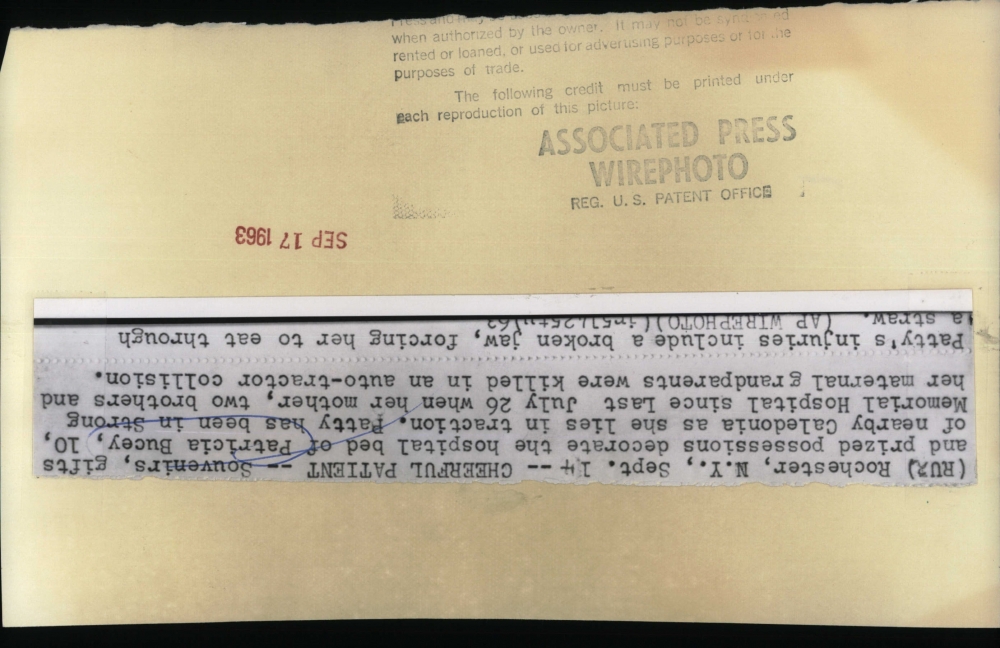 when authorized by the owner. It may not be
rented or loaned, or used for advertising purposes or for the
purposes of trade.
The following credit must be printed under
each reproduction of this picture:
ASSOCIATED PRESS
WIREPHOTO
REG. U. S. PATENT OFFICE
SEP 17 1963
Rochester, N.Y., Sept. 14 -- CHEERFUL PATIENT -- Souvenirs, gifts
and prized possessions decorate the hospital bed of Patricia Bucey, 10,
of nearby Caledonia as she lies in traction. Patty has been in Strong
Memorial Hospital since last July 26 when her mother, two brothers and
her maternal grandparents were killed in an auto-tractor collision.
Patty's injuries include a broken jaw, forcing her to eat through
a straw. (AP WIREPHOTO)